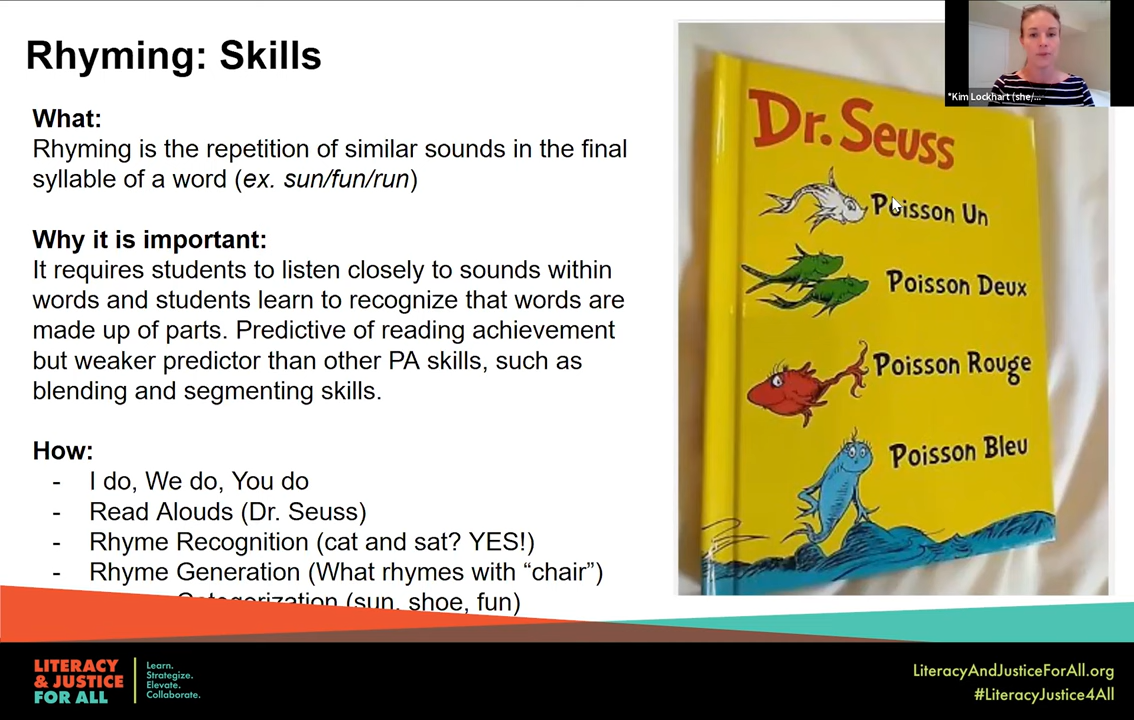 Rhyming: Skills
What:
Rhyming is the repetition of similar sounds in the final
syllable of a word (ex. sun/fun/run)
Why it is important:
It requires students to listen closely to sounds within
words and students learn to recognize that words are
made up of parts. Predictive of reading achievement
but weaker predictor than other PA skills, such as
blending and segmenting skills.
How:
- I do, We do, You do
- Read Alouds (Dr. Seuss)
- Rhyme Recognition (cat and sat? YES!)
- Rhyme Generation (What rhymes with “chair”)
Categorization (sun, shoe, fun)
Dr. Seuss
Poisson Un
Poisson Deux
Poisson Rouge
Poisson Bleu
*Kim Lockhart (she/...
LITERACY
& JUSTICE
FOR ALL
Learn.
Strategize.
Elevate.
Collaborate.
LiteracyAndJusticeForAll.org
#LiteracyJustice4All